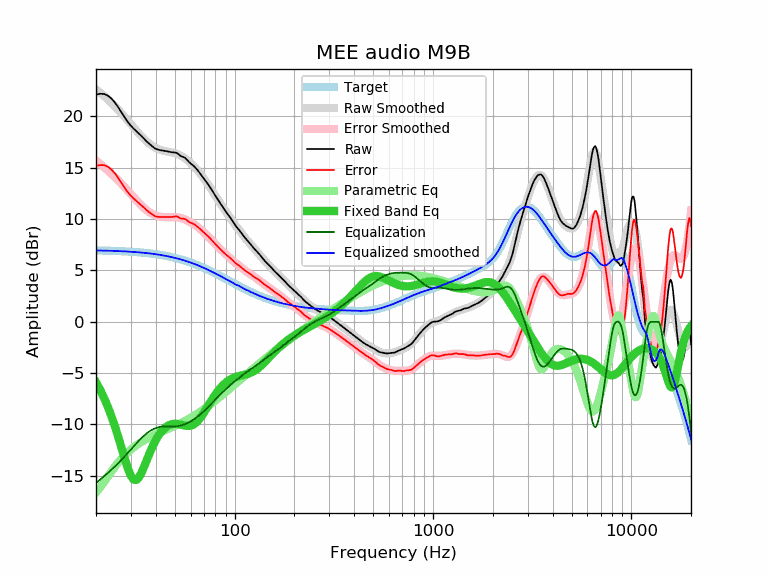 MEE audio M9B
Target
Raw Smoothed
Error Smoothed
Raw
Error
Parametric Eq
Fixed Band Eq
Equalization
Equalized smoothed
Amplitude (dBr)
20
15
10
5
0
−5
−10
−15
100
1000
10000
Frequency (Hz)